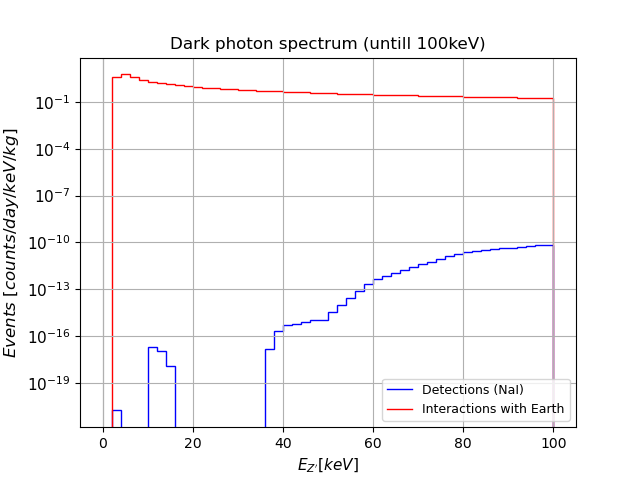 Dark photon spectrum (untill 100keV)
Events [counts/day/keV/kg]
10⁻¹
10⁻⁴
10⁻⁷
10⁻¹⁰
10⁻¹³
10⁻¹⁶
10⁻¹⁹
Detections (NaI)
Interactions with Earth
0 20 40 60 80 100
E_Z′[keV]